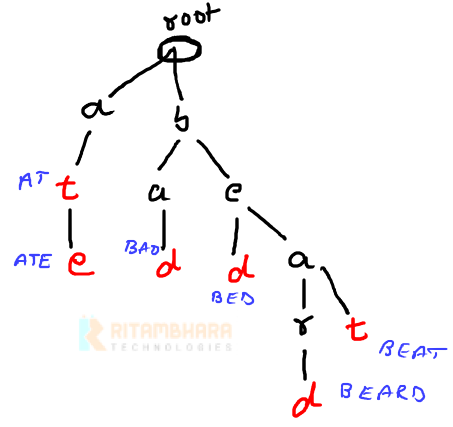 root
a
b
AT t
a
e
ATE e
BAD d
d
BED
a
RITAMBHARA
TECHNOLOGIES
r
t
BEAT
d BEARD